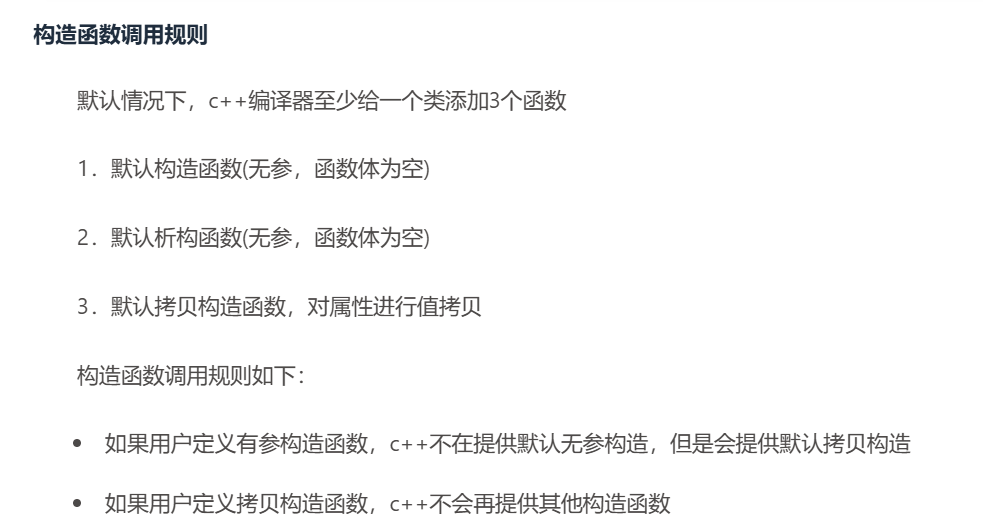 构造函数调用规则
默认情况下，c++编译器至少给一个类添加3个函数
1．默认构造函数(无参，函数体为空)
2．默认析构函数(无参，函数体为空)
3．默认拷贝构造函数，对属性进行值拷贝
构造函数调用规则如下：
• 如果用户定义有参构造函数，c++不在提供默认无参构造，但是会提供默认拷贝构造
• 如果用户定义拷贝构造函数，c++不会再提供其他构造函数